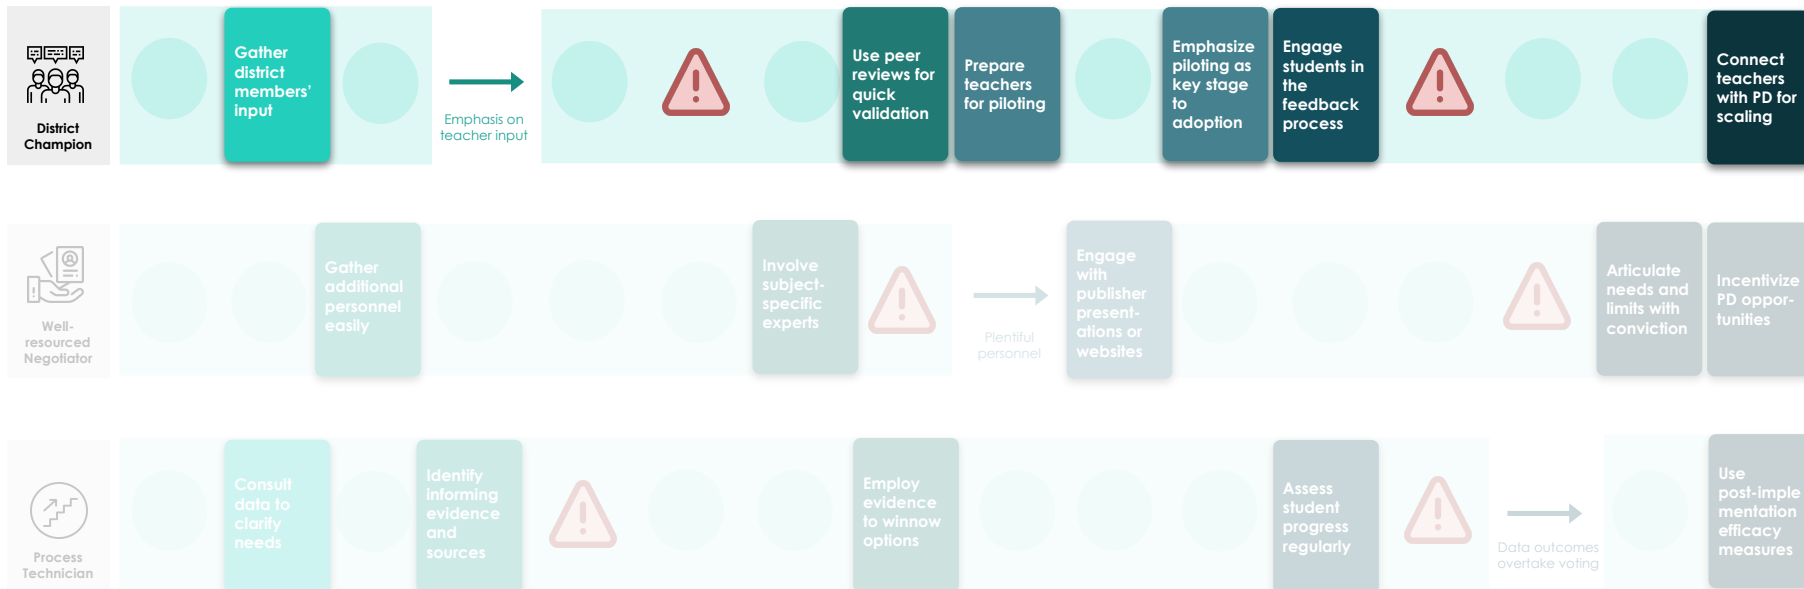 District
Champion
Gather
district
members’
input
Emphasis on
teacher input
Use peer
reviews for
quick
validation
Prepare
teachers
for piloting
Emphasize
piloting as
key stage
to
adoption
Engage
students in
the
feedback
process
Connect
teachers
with PD for
scaling
Well-
resourced
Negotiator
Gather
additional
personnel
easily
Involve
subject-
specific
experts
Plentiful
personnel
Engage
with
publisher
present-
ations or
websites
Articulate
needs and
limits with
conviction
Incentivize
PD oppor-
tunities
Process
Technician
Consult
data to
clarify
needs
Identify
informing
evidence
and
sources
Employ
evidence
to winnow
options
Assess
student
progress
regularly
Data outcomes
overtake voting
Use
post-imple
mentation
efficacy
measures